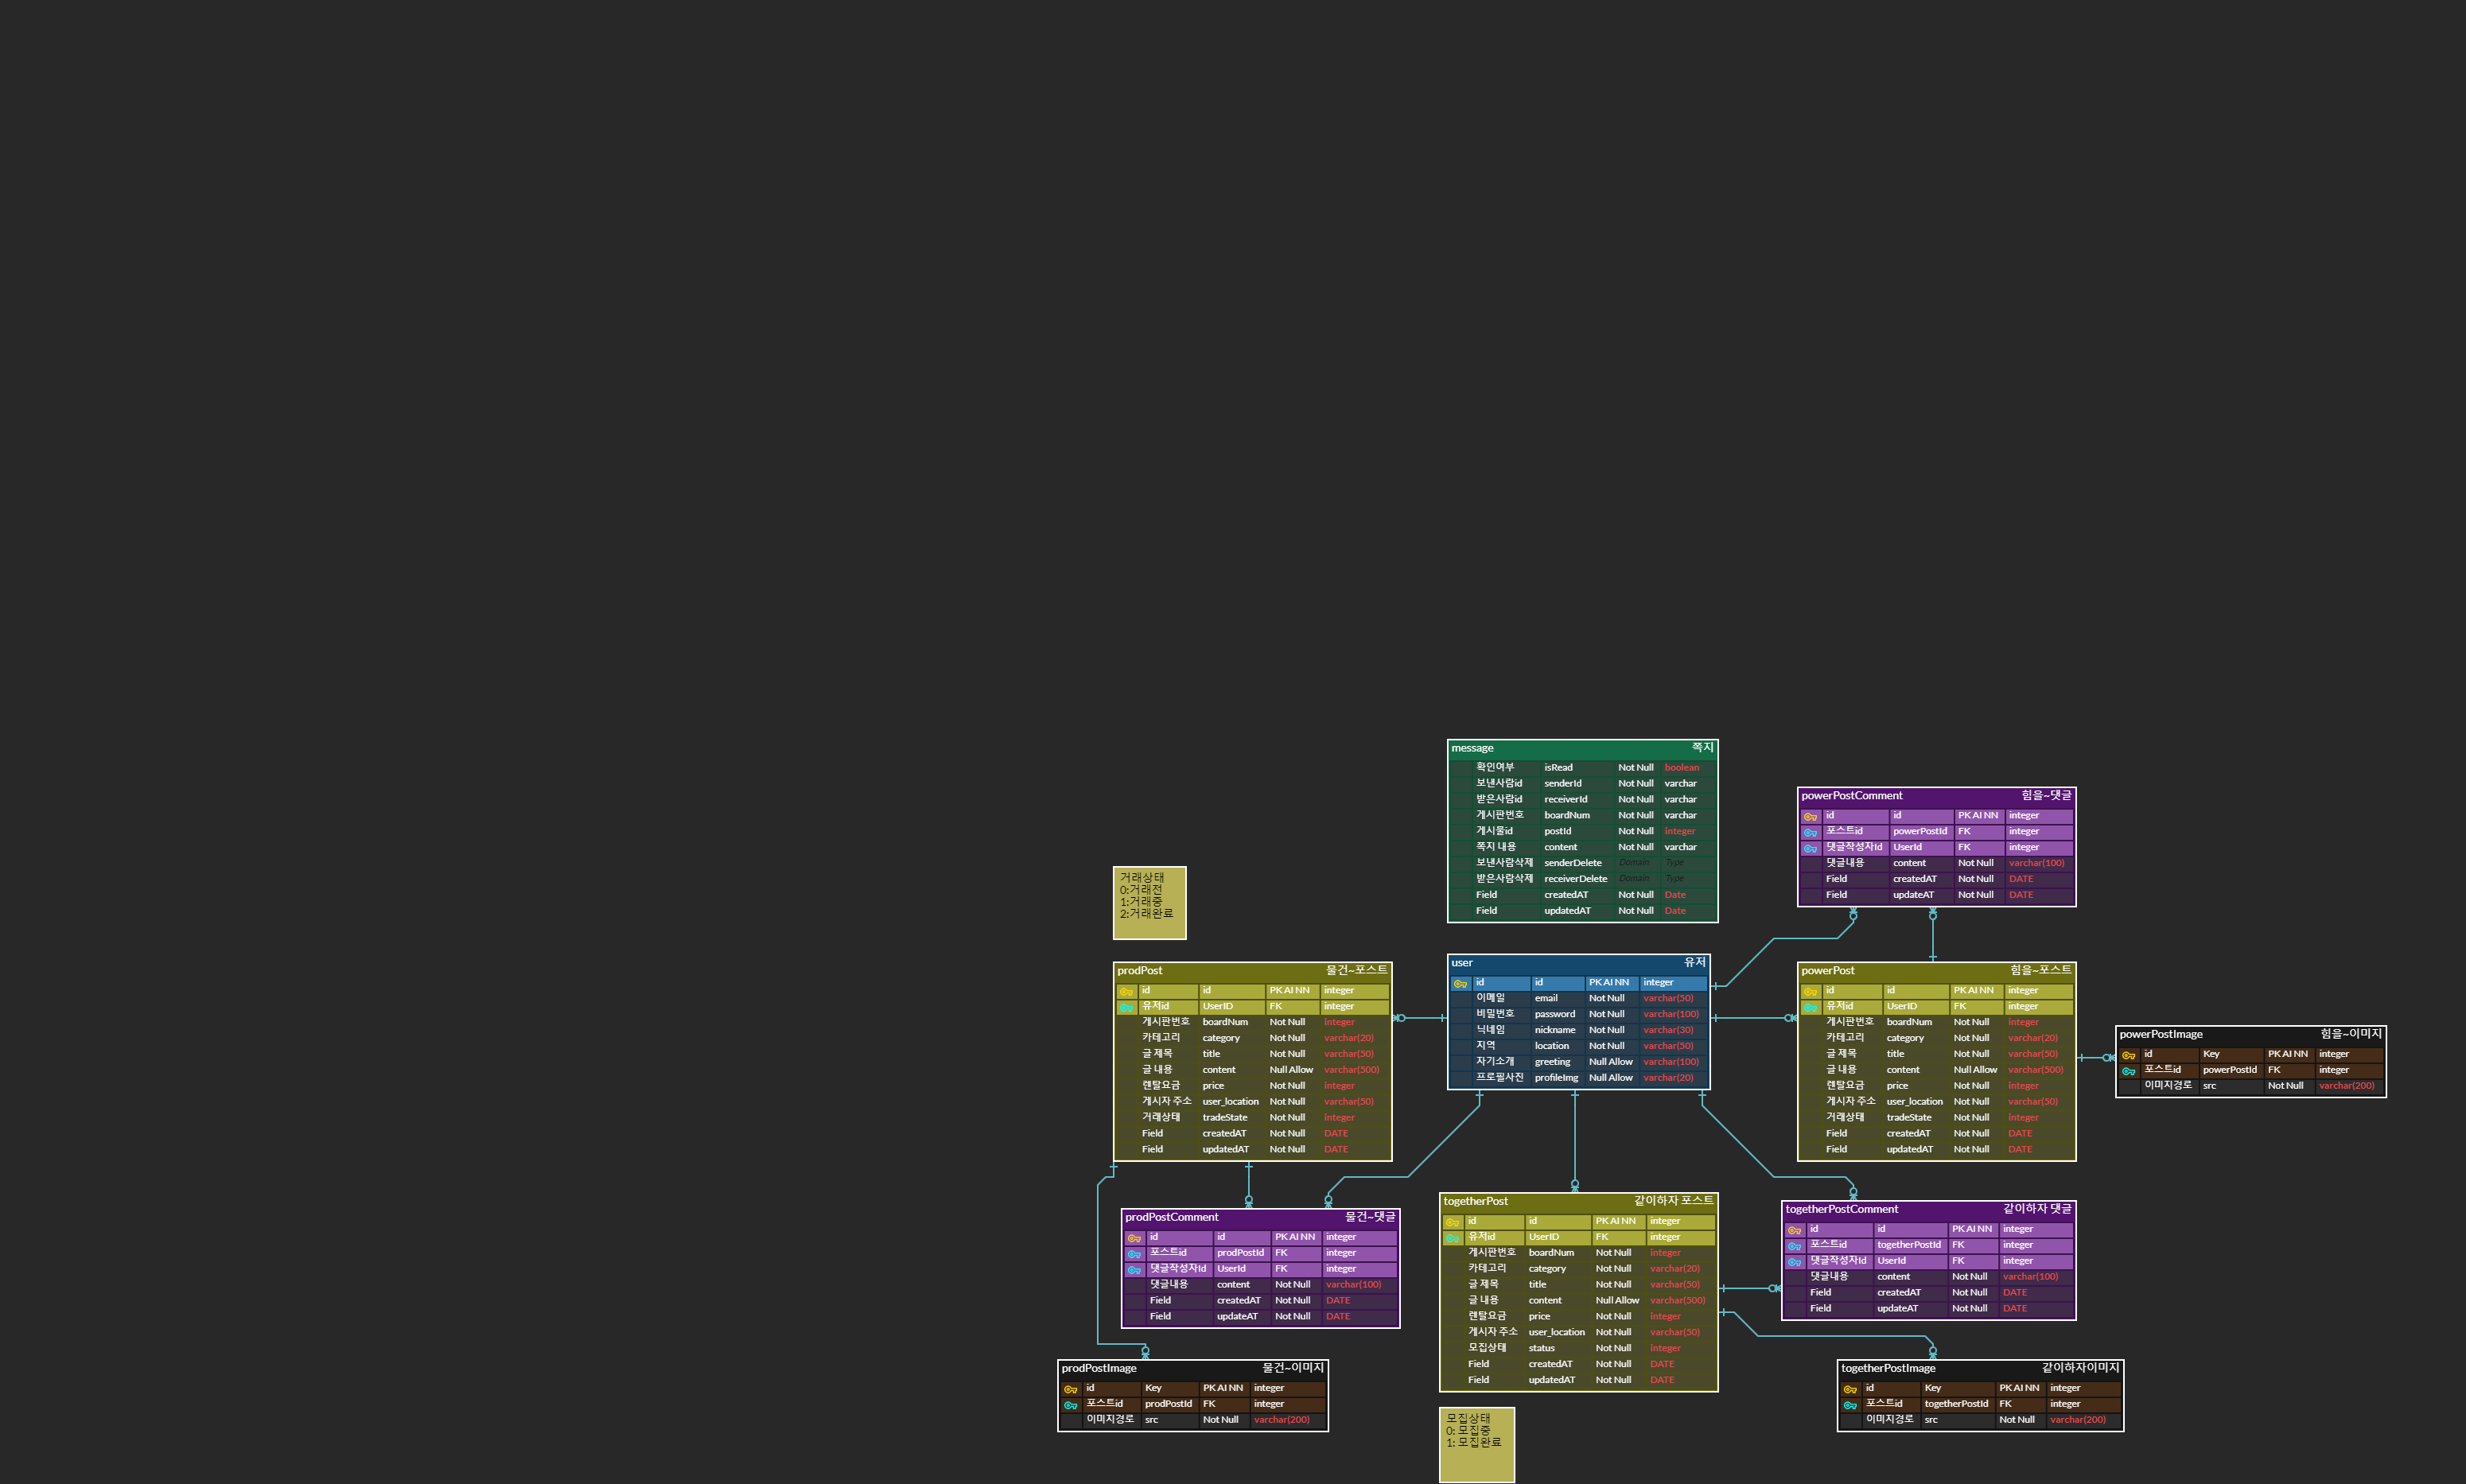 message 쪽지
확인여부 isRead Not Null boolean
보낸사람id senderId Not Null varchar
받은사람id receiverId Not Null varchar
게시판번호 boardNum Not Null varchar
게시물id postId Not Null integer
쪽지 내용 content Not Null varchar
보낸사람삭제 senderDelete Domain Type
받은사람삭제 receiverDelete Domain Type
Field createdAT Not Null Date
Field updatedAT Not Null Date
powerPostComment 힘을~댓글
id id PK AI NN integer
포스트id powerPostId FK integer
댓글작성자Id UserId FK integer
댓글내용 content Not Null varchar(100)
Field createdAT Not Null DATE
Field updateAT Not Null DATE
거래상태
0:거래전
1:거래중
2:거래완료
prodPost 물건~포스트
id id PK AI NN integer
유저id UserID FK integer
게시판번호 boardNum Not Null integer
카테고리 category Not Null varchar(20)
글 제목 title Not Null varchar(50)
글 내용 content Null Allow varchar(500)
렌탈요금 price Not Null integer
게시자 주소 user_location Not Null varchar(50)
거래상태 tradeState Not Null integer
Field createdAT Not Null DATE
Field updatedAT Not Null DATE
user 유저
id id PK AI NN integer
이메일 email Not Null varchar(50)
비밀번호 password Not Null varchar(100)
닉네임 nickname Not Null varchar(30)
지역 location Not Null varchar(50)
자기소개 greeting Null Allow varchar(100)
프로필사진 profileImg Null Allow varchar(20)
powerPost 힘을~포스트
id id PK AI NN integer
유저id UserID FK integer
게시판번호 boardNum Not Null integer
카테고리 category Not Null varchar(20)
글 제목 title Not Null varchar(50)
글 내용 content Null Allow varchar(500)
렌탈요금 price Not Null integer
게시자 주소 user_location Not Null varchar(50)
거래상태 tradeState Not Null integer
Field createdAT Not Null DATE
Field updatedAT Not Null DATE
powerPostImage 힘을~이미지
id Key PK AI NN integer
포스트id powerPostId FK integer
이미지경로 src Not Null varchar(200)
prodPostComment 물건~댓글
id id PK AI NN integer
포스트id prodPostId FK integer
댓글작성자Id UserId FK integer
댓글내용 content Not Null varchar(100)
Field createdAT Not Null DATE
Field updateAT Not Null DATE
togetherPost 같이하자 포스트
id id PK AI NN integer
유저id UserID FK integer
게시판번호 boardNum Not Null integer
카테고리 category Not Null varchar(20)
글 제목 title Not Null varchar(50)
글 내용 content Null Allow varchar(500)
렌탈요금 price Not Null integer
게시자 주소 user_location Not Null varchar(50)
모집상태 status Not Null integer
Field createdAT Not Null DATE
Field updatedAT Not Null DATE
togetherPostComment 같이하자 댓글
id id PK AI NN integer
포스트id togetherPostId FK integer
댓글작성자Id UserId FK integer
댓글내용 content Not Null varchar(100)
Field createdAT Not Null DATE
Field updateAT Not Null DATE
prodPostImage 물건~이미지
id Key PK AI NN integer
포스트id prodPostId FK integer
이미지경로 src Not Null varchar(200)
togetherPostImage 같이하자이미지
id Key PK AI NN integer
포스트id togetherPostId FK integer
이미지경로 src Not Null varchar(200)
모집상태
0: 모집중
1: 모집완료